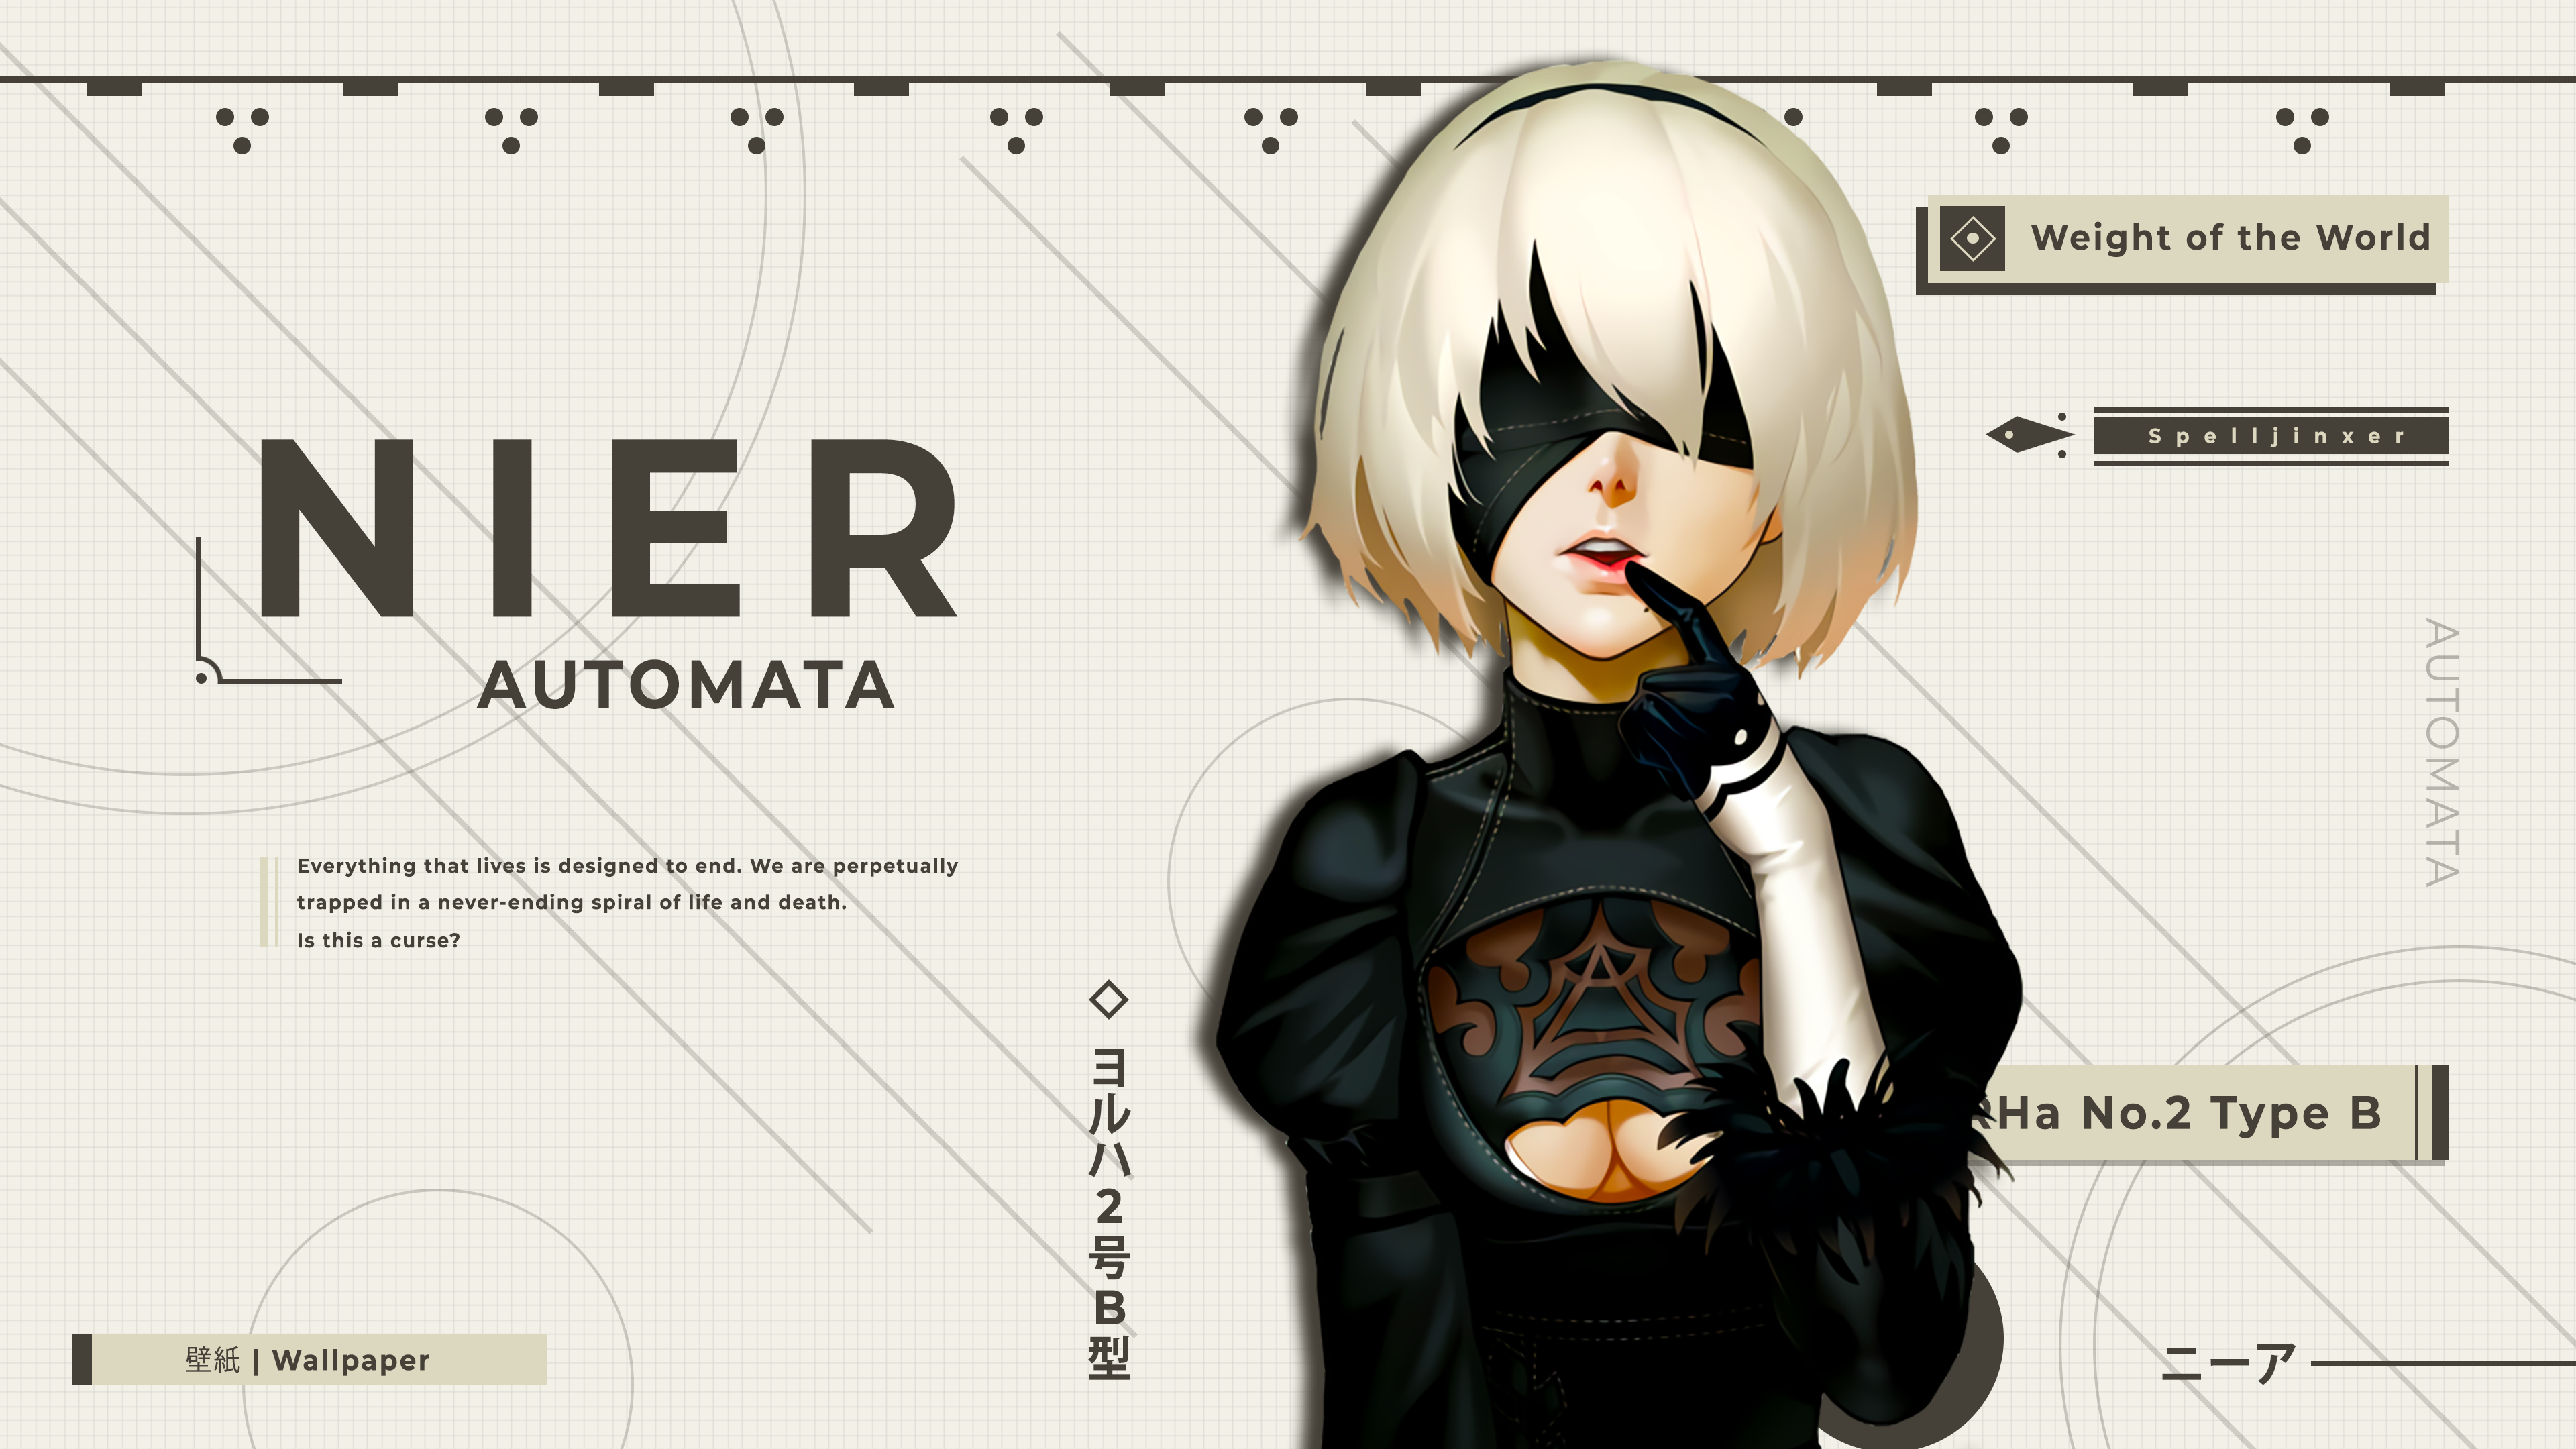 Weight of the World
Spelljinxer
NIER
AUTOMATA
AUTOMATA
Everything that lives is designed to end. We are perpetually
trapped in a never-ending spiral of life and death.
Is this a curse?
ヨルハ2号B型
Ha No.2 Type B
壁紙 | Wallpaper
ニーア